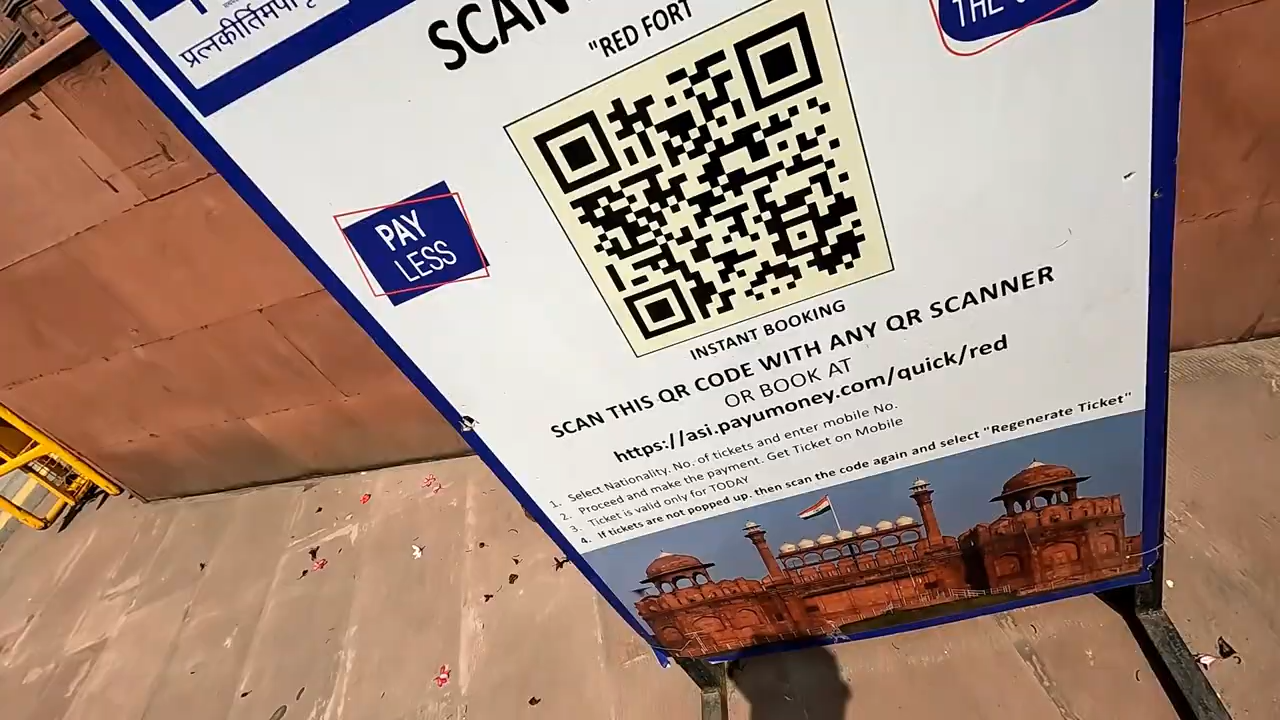 प्रत्नकीर्तिमपा
SCAN
"RED FORT
THE
PAY
LESS
INSTANT BOOKING
SCAN THIS QR CODE WITH ANY QR SCANNER
OR BOOK AT
https://asi.payumoney.com/quick/red
1. Select Nationality. No. of tickets and enter mobile No.
2. Proceed and make the payment. Get Ticket on Mobile
3. Ticket is valid only for TODAY
4. If tickets are not popped up. then scan the code again and select "Regenerate Ticket"